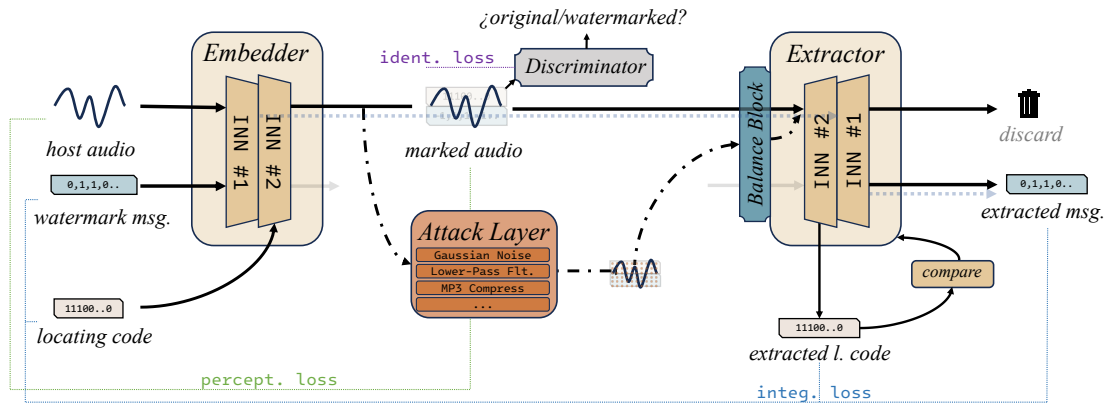 ¿original/watermarked?
Embedder
ident. loss
Discriminator
Extractor
host audio
INN #1
INN #2
11100..
marked audio
Balance Block
INN #2
INN #1
discard
0,1,1,0..
watermark msg.
0,1,1,0..
extracted msg.
Attack Layer
Gaussian Noise
Lower-Pass Flt.
MP3 Compress
...
compare
11100..0
locating code
11100..0
extracted l. code
percept. loss
integ. loss